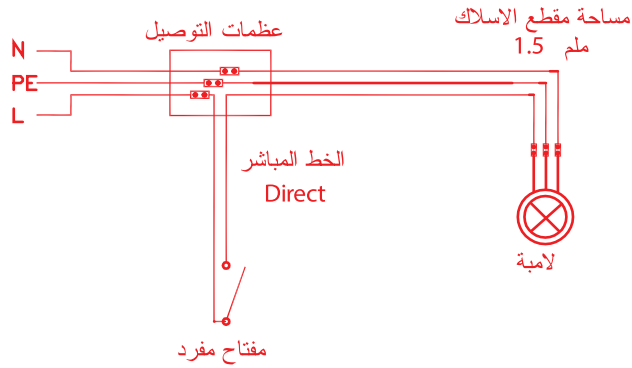 مساحة مقطع الاسلاك
1.5 ملم
عظمات التوصيل
N
PE
L
الخط المباشر
Direct
لامبة
مفتاح مفرد